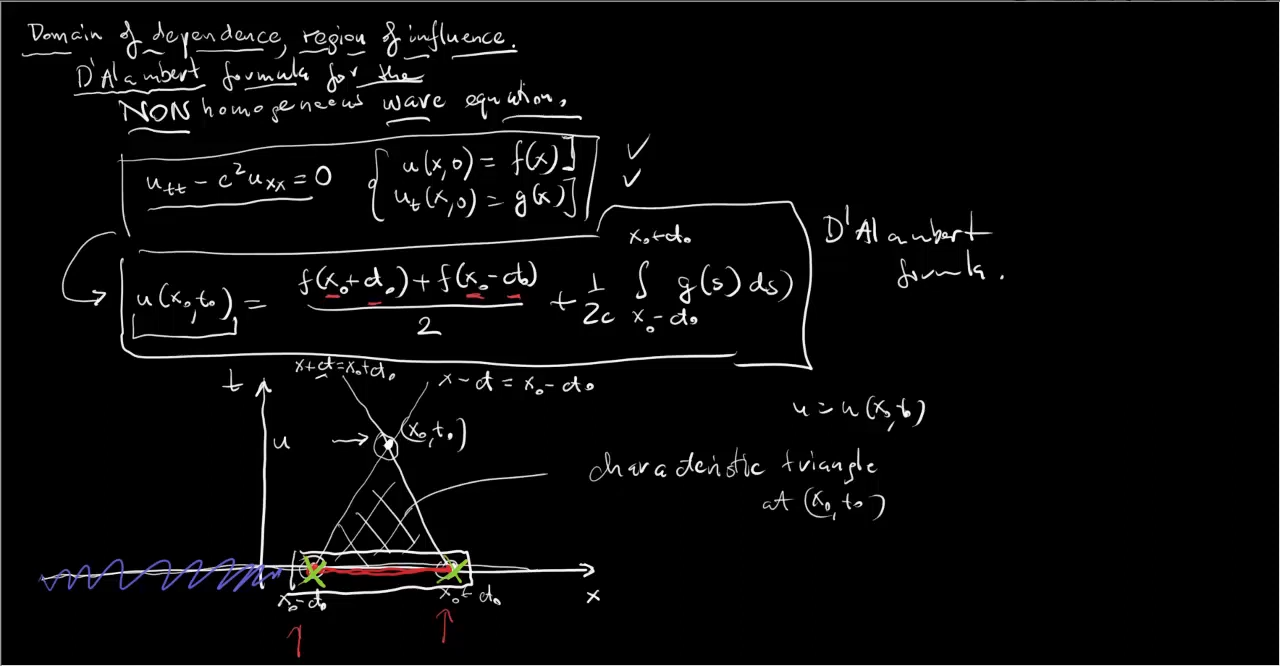 Domain of dependence, region of influence.
D'Alambert formula for the
NON homogeneous wave equation.
u_tt − c²u_xx = 0 { u(x,0) = f(x)]
u_t(x,0) = g(x)]
u(x₀,t₀) = f(x₀+ct₀) + f(x₀−ct₀) / 2 + 1/2c ∫_{x₀−ct₀}^{x₀+ct₀} g(s) ds)
D'Alambert
formula.
x+ct=x₀+ct₀
x−ct = x₀−ct₀
t
u
(x₀,t₀)
u = u(x,t)
characteristic triangle
at (x₀,t₀)
x₀−ct₀
x₀+ct₀
x